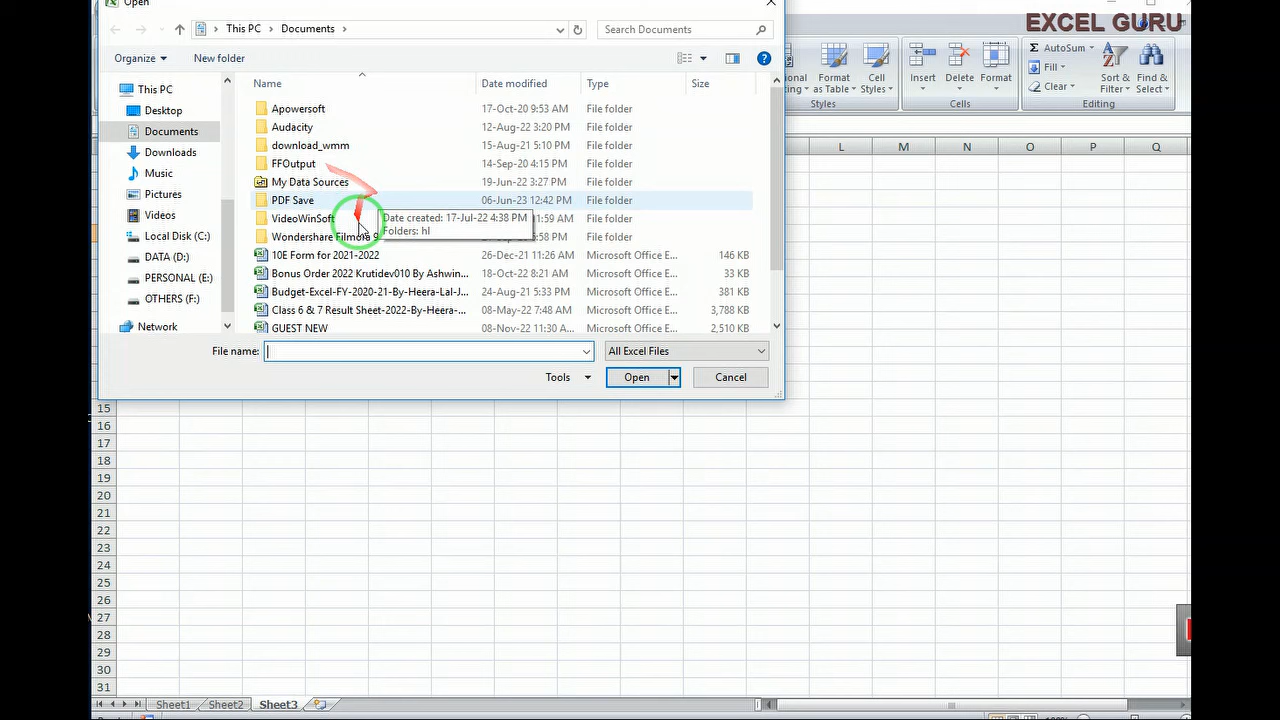 Open
EXCEL GURU
This PC > Documents >
Search Documents
Organize
New folder
Name Date modified Type Size
This PC
Desktop
Documents
Downloads
Music
Pictures
Videos
Local Disk (C:)
DATA (D:)
PERSONAL (E:)
OTHERS (F:)
Network
Apowersoft 17-Oct-20 9:53 AM File folder
Audacity 12-Aug-22 3:20 PM File folder
download_wmm 15-Aug-21 5:10 PM File folder
FFOutput 14-Sep-20 4:15 PM File folder
My Data Sources 19-Jun-22 3:27 PM File folder
PDF Save 06-Jun-23 12:42 PM File folder
VideoWinSoft 11:59 AM File folder
Wondershare 5:58 PM File folder
10E Form for 2021-2022 26-Dec-21 11:26 AM Microsoft Office E... 146 KB
Bonus Order 2022 Krutidev010 By Ashwin... 18-Oct-22 8:21 AM Microsoft Office E... 33 KB
Budget-Excel-FY-2020-21-By-Heera-Lal-J... 24-Aug-21 5:33 PM Microsoft Office E... 381 KB
Class 6 & 7 Result Sheet-2022-By-Heera-... 08-May-22 7:48 AM Microsoft Office E... 3,788 KB
GUEST NEW 08-Nov-22 11:30 A... Microsoft Office E... 2,510 KB
Date created: 17-Jul-22 4:38 PM
Folders: hl
File name:
All Excel Files
Tools
Open
Cancel
Format as Table
Cell Styles
Styles
Insert
Delete
Format
Cells
Σ AutoSum
Fill
Clear
Sort & Filter
Find & Select
Editing
L M N O P Q
15
16
17
18
19
20
21
22
23
24
25
26
27
28
29
30
31
Sheet1 Sheet2 Sheet3